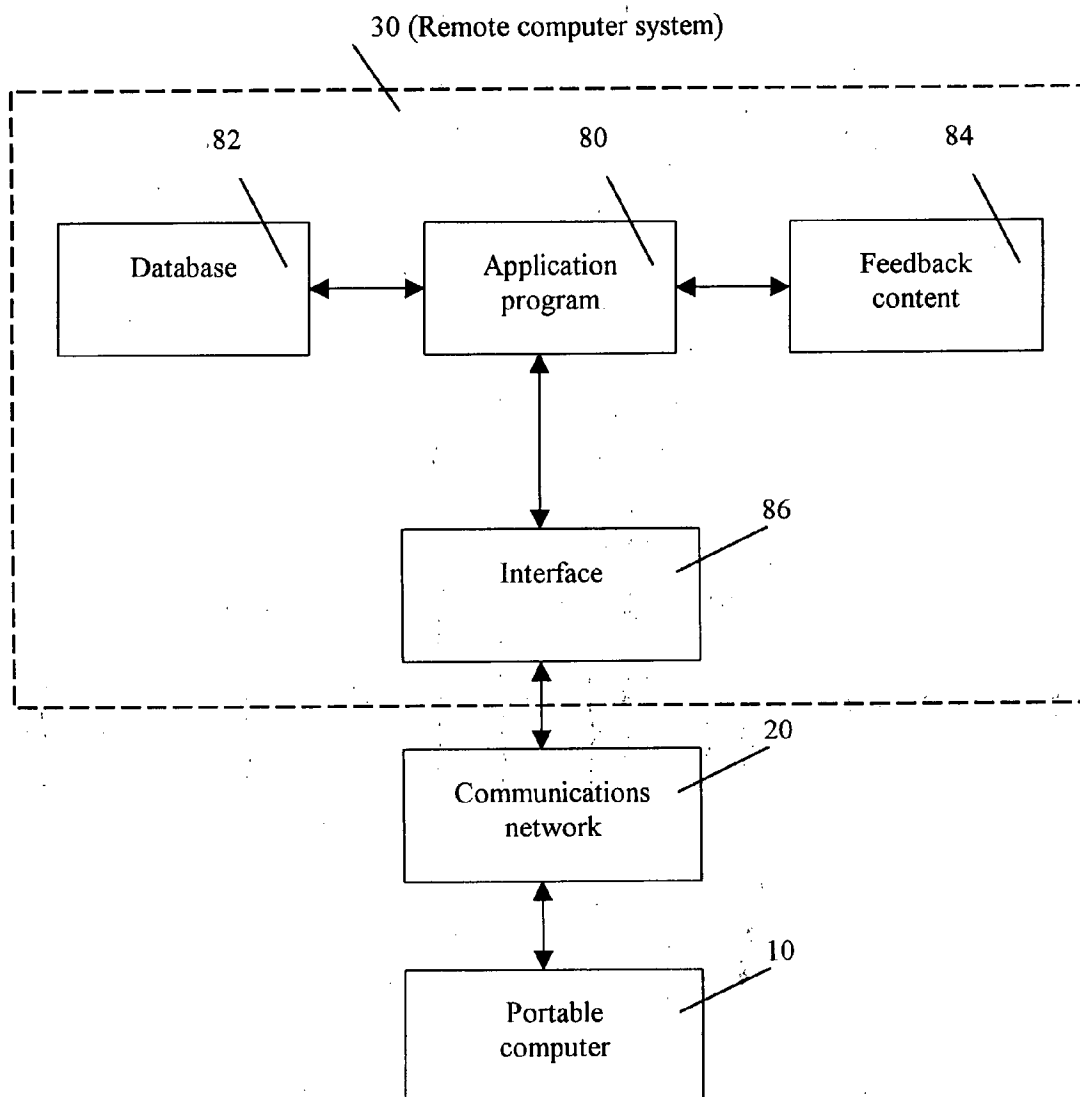 30 (Remote computer system)
82
80
84
Database
Application
program
Feedback
content
86
Interface
20
Communications
network
10
Portable
computer